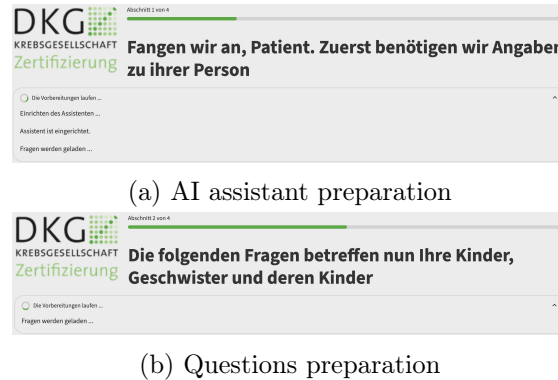 DKG
KREBSGESELLSCHAFT
Zertifizierung
Abschnitt 1 von 4
Fangen wir an, Patient. Zuerst benötigen wir Angaben
zu ihrer Person
Die Vorbereitungen laufen ...
Einrichten des Assistenten ...
Assistent ist eingerichtet.
Fragen werden geladen ...
(a) AI assistant preparation
DKG
KREBSGESELLSCHAFT
Zertifizierung
Abschnitt 2 von 4
Die folgenden Fragen betreffen nun Ihre Kinder,
Geschwister und deren Kinder
Die Vorbereitungen laufen ...
Fragen werden geladen ...
(b) Questions preparation